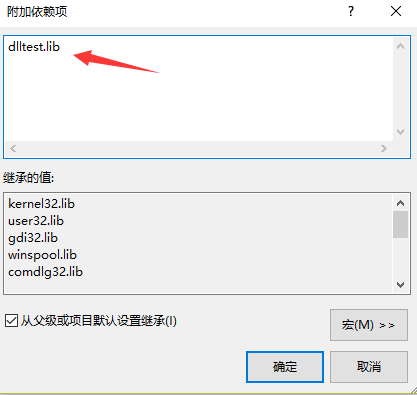 附加依赖项
?
dlltest.lib
继承的值:
kernel32.lib
user32.lib
gdi32.lib
winspool.lib
comdlg32.lib
从父级或项目默认设置继承(I)
宏(M) >>
确定
取消